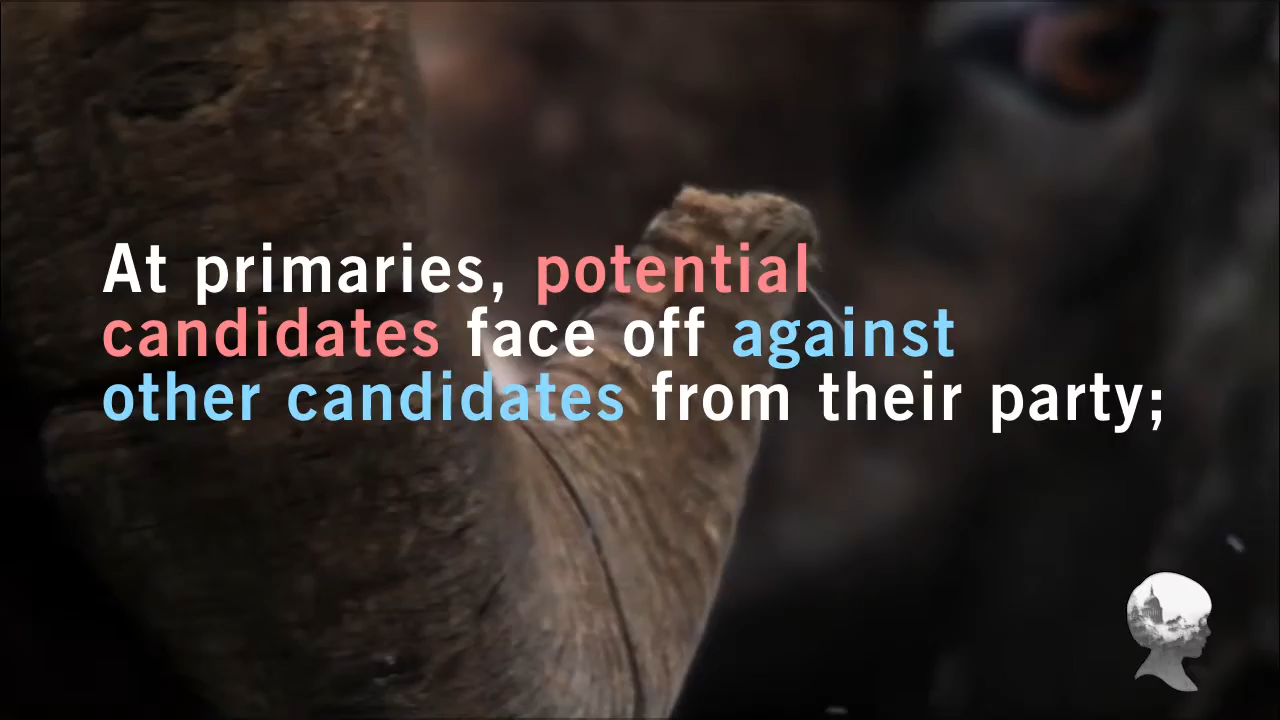 At primaries, potential
candidates face off against
other candidates from their party;